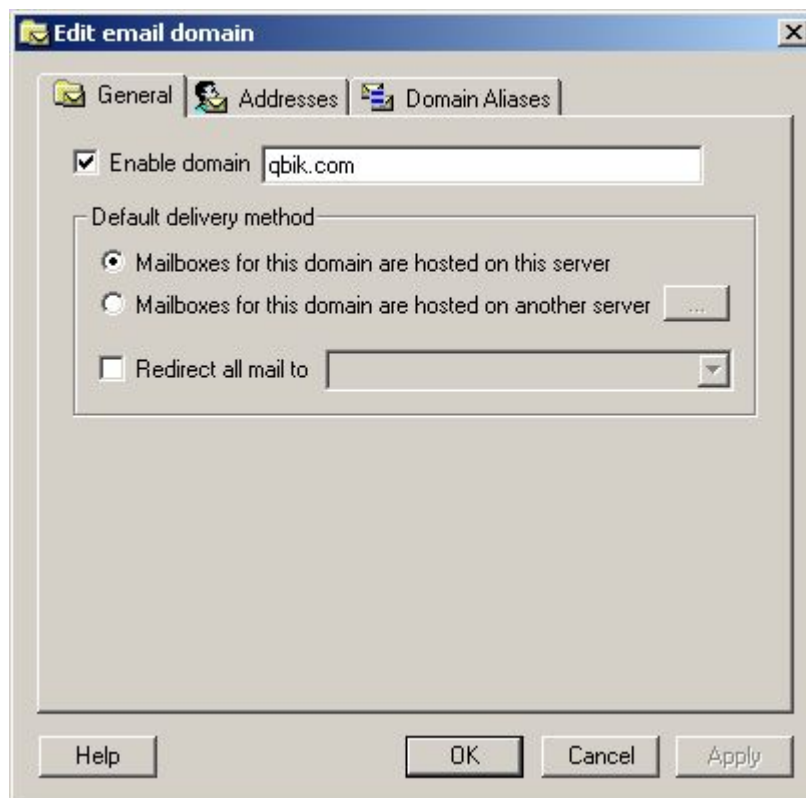 Edit email domain
General Addresses Domain Aliases
Enable domain qbik.com
Default delivery method
Mailboxes for this domain are hosted on this server
Mailboxes for this domain are hosted on another server ...
Redirect all mail to
Help OK Cancel Apply